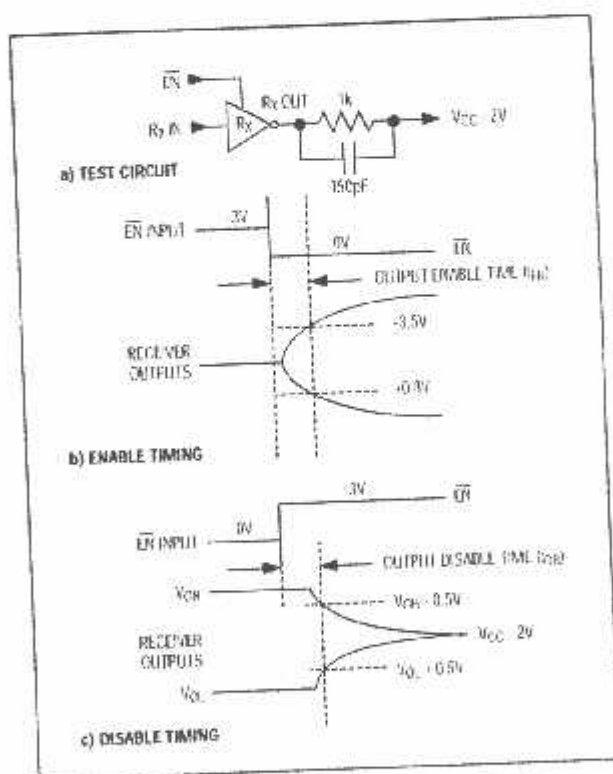 EN
RX OUT
1k
RX IN
RX
VCC 2V
150pF
a) TEST CIRCUIT
3V
EN INPUT
0V
EN
OUTPUT ENABLE TIME
3.5V
RECEIVER
OUTPUTS
0.8V
b) ENABLE TIMING
3V
EN
0V
EN INPUT
OUTPUT DISABLE TIME
VOH
VOH 0.5V
RECEIVER
OUTPUTS
VCC 2V
VOL 0.5V
VOL
c) DISABLE TIMING